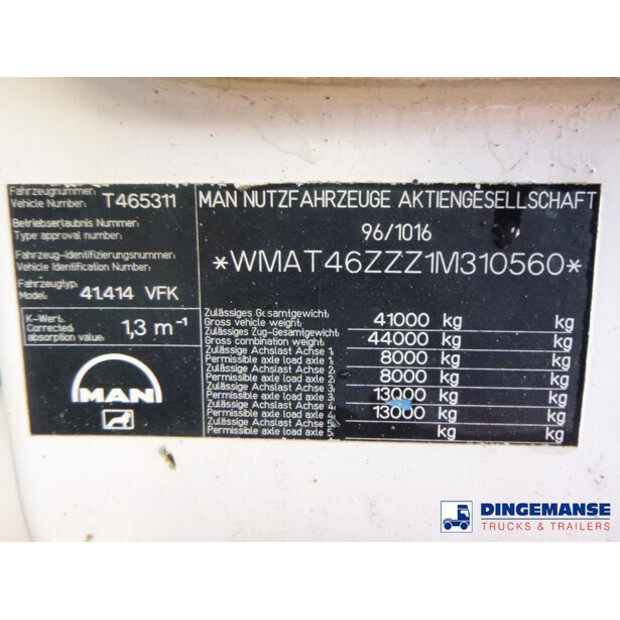 Fahrzeugnummer:
Vehicle Number: T465311
Betriebserlaubnis Nummer:
Type approval number:
Fahrzeug-Identifizierungsnummer:
Vehicle Identification Number:
Fahrzeugtyp:
Model: 41.414 VFK
K-Wert:
Corrected
absorption value: 1,3 m⁻¹
MAN
MAN NUTZFAHRZEUGE AKTIENGESELLSCHAFT
96/1016
*WMAT46ZZZ1M310560*
Zulässiges Gesamtgewicht:
Gross vehicle weight: 41000 kg kg
Zulässiges Zug-Gesamtgewicht:
Gross combination weight: 44000 kg kg
Zulässige Achslast Achse 1:
Permissible axle load axle 1: 8000 kg kg
Zulässige Achslast Achse 2:
Permissible axle load axle 2: 8000 kg kg
Zulässige Achslast Achse 3:
Permissible axle load axle 3: 13000 kg kg
Zulässige Achslast Achse 4:
Permissible axle load axle 4: 13000 kg kg
Zulässige Achslast Achse 5:
Permissible axle load axle 5: kg kg
DINGEMANSE
TRUCKS & TRAILERS